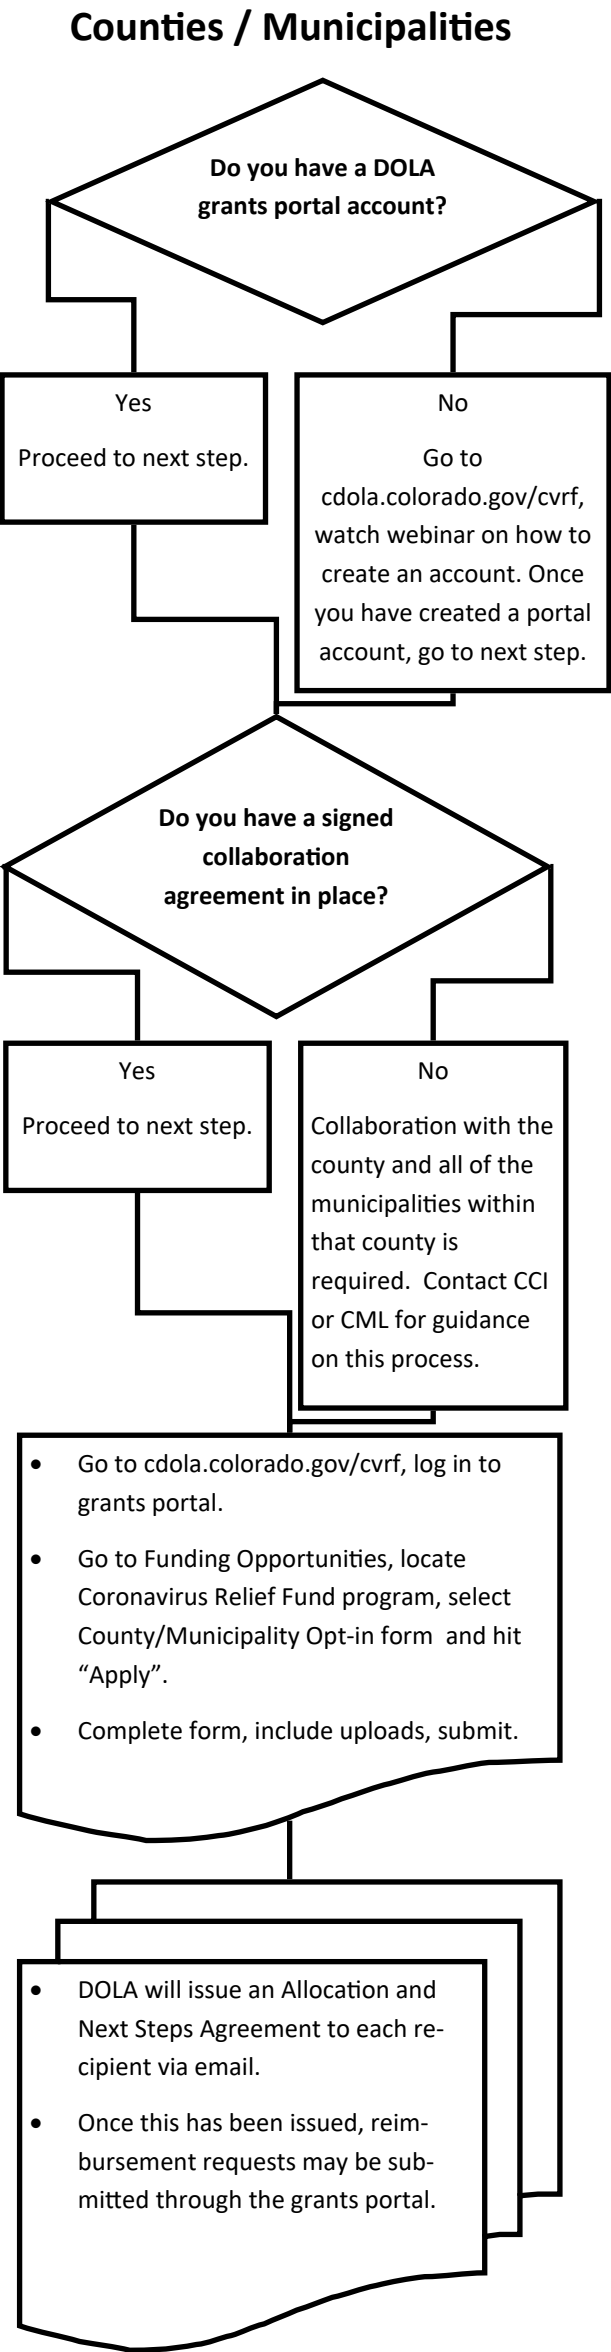 Counties / Municipalities
Do you have a DOLA
grants portal account?
Yes
Proceed to next step.
No
Go to
cdola.colorado.gov/cvrf,
watch webinar on how to
create an account. Once
you have created a portal
account, go to next step.
Do you have a signed
collaboration
agreement in place?
Yes
Proceed to next step.
No
Collaboration with the
county and all of the
municipalities within
that county is
required.  Contact CCI
or CML for guidance
on this process.
• Go to cdola.colorado.gov/cvrf, log in to
grants portal.
• Go to Funding Opportunities, locate
Coronavirus Relief Fund program, select
County/Municipality Opt-in form  and hit
“Apply”.
• Complete form, include uploads, submit.
• DOLA will issue an Allocation and
Next Steps Agreement to each re-
cipient via email.
• Once this has been issued, reim-
bursement requests may be sub-
mitted through the grants portal.